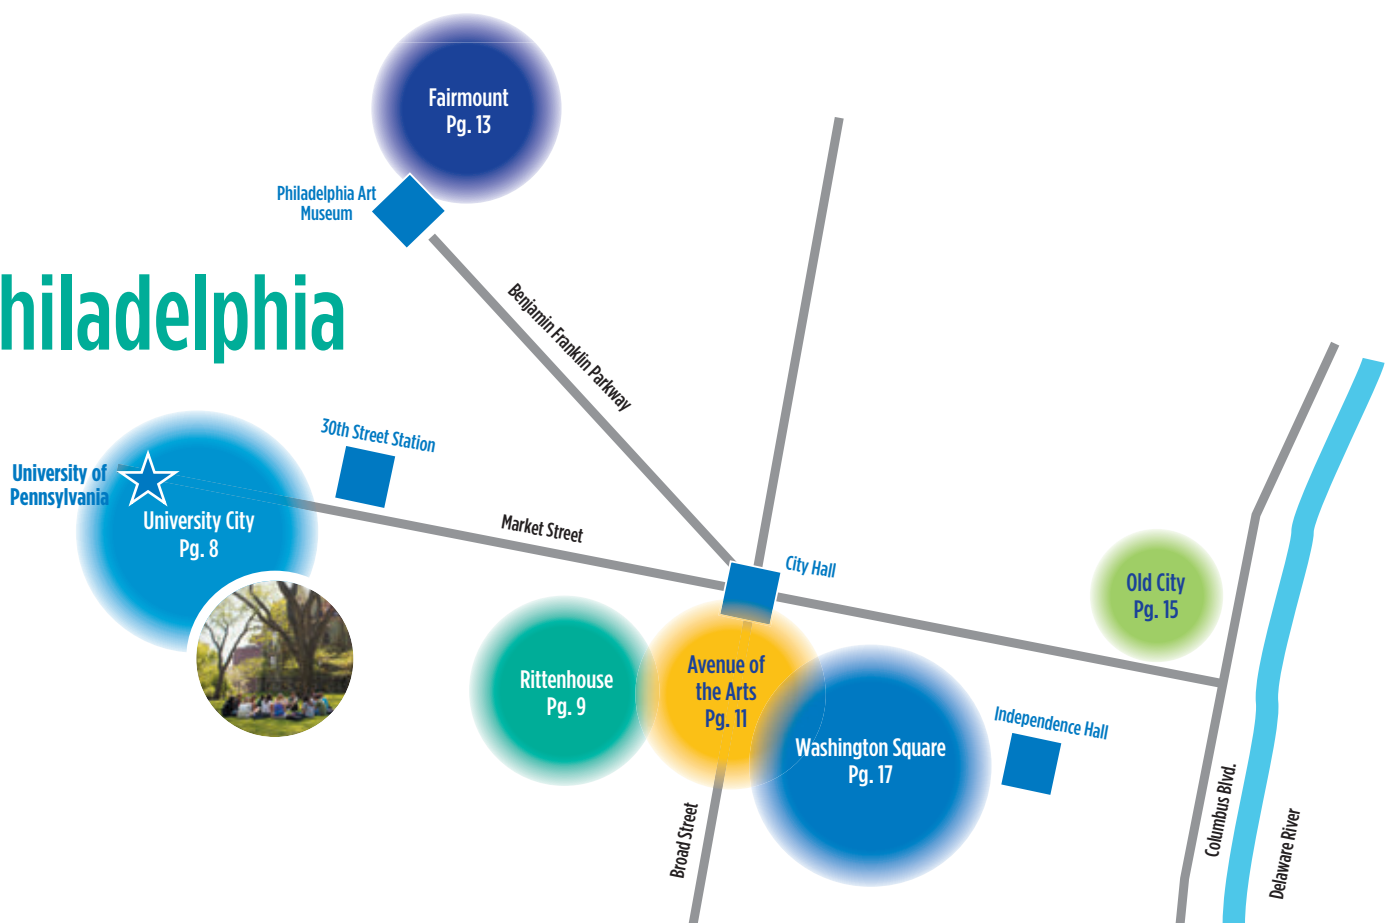 Fairmount
Pg. 13
Philadelphia Art
Museum
hiladelphia
Benjamin Franklin Parkway
30th Street Station
University of
Pennsylvania
University City
Pg. 8
Market Street
City Hall
Old City
Pg. 15
Rittenhouse
Pg. 9
Avenue of
the Arts
Pg. 11
Washington Square
Pg. 17
Independence Hall
Broad Street
Columbus Blvd.
Delaware River